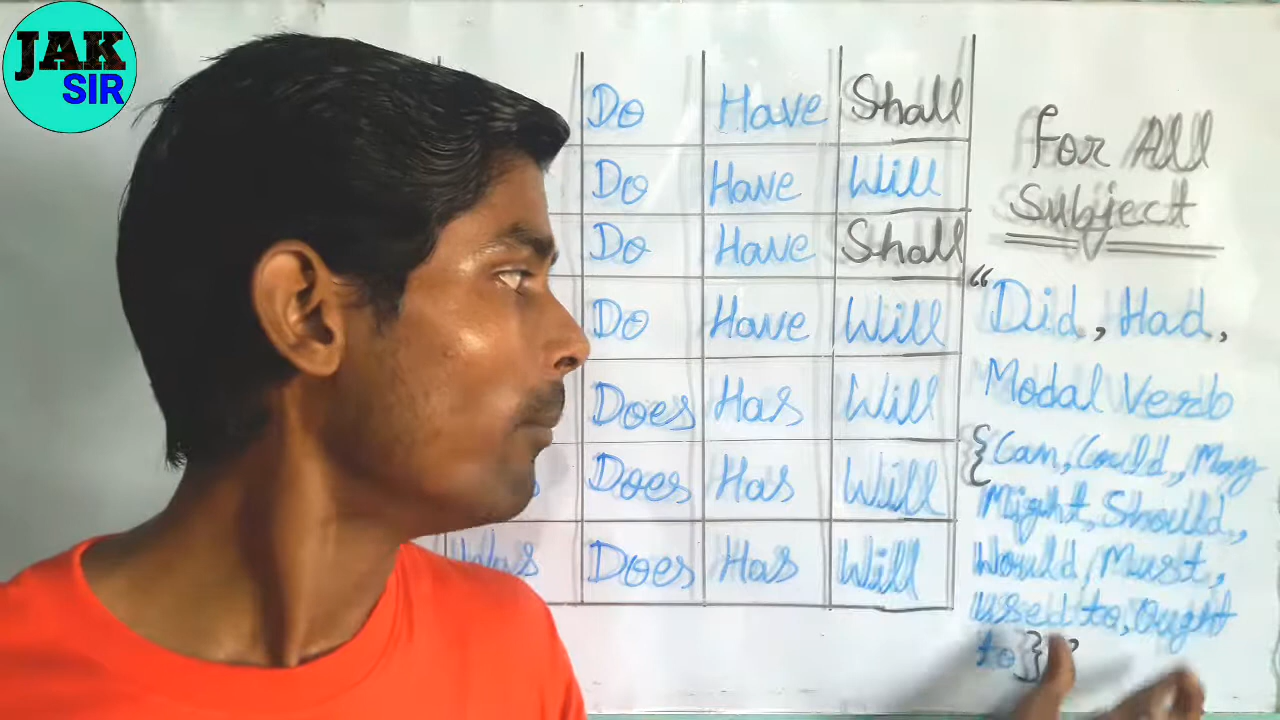 JAK
SIR
Do Have Shall
Do Have Will
Do Have Shall
Do Have Will
Does Has Will
Does Has Will
Was Does Has Will
For All
Subject
"Did, Had,
Modal Verb
{Can, Could, May
Might, Should,
Would, Must,
used to, Ought
to}"